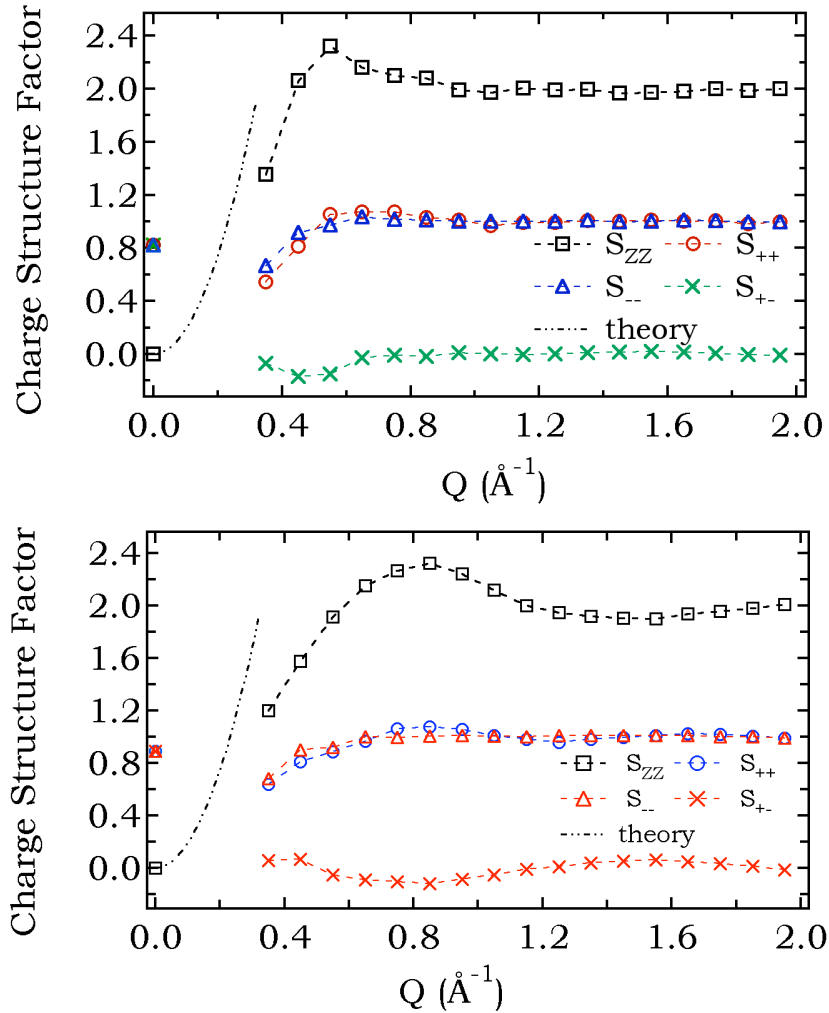 Charge Structure Factor
2.4
2.0
1.6
1.2
0.8
0.4
0.0
S_ZZ S_++
S_-- S_+-
theory
0.0 0.4 0.8 1.2 1.6 2.0
Q (Å⁻¹)
Charge Structure Factor
2.4
2.0
1.6
1.2
0.8
0.4
0.0
S_ZZ S_++
S_-- S_+-
theory
0.0 0.4 0.8 1.2 1.6 2.0
Q (Å⁻¹)